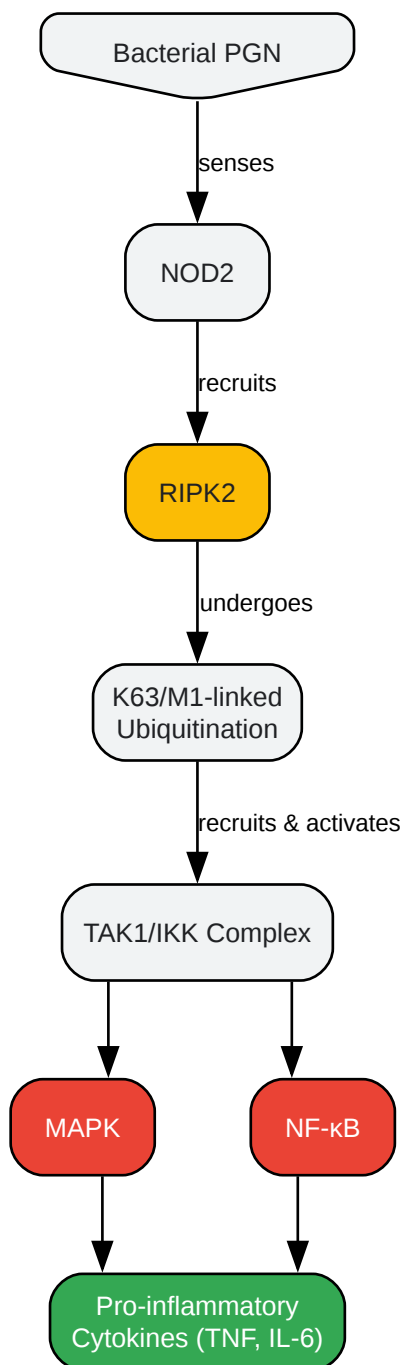 Bacterial PGN
senses
NOD2
recruits
RIPK2
undergoes
K63/M1-linked
Ubiquitination
recruits & activates
TAK1/IKK Complex
MAPK
NF-κB
Pro-inflammatory
Cytokines (TNF, IL-6)